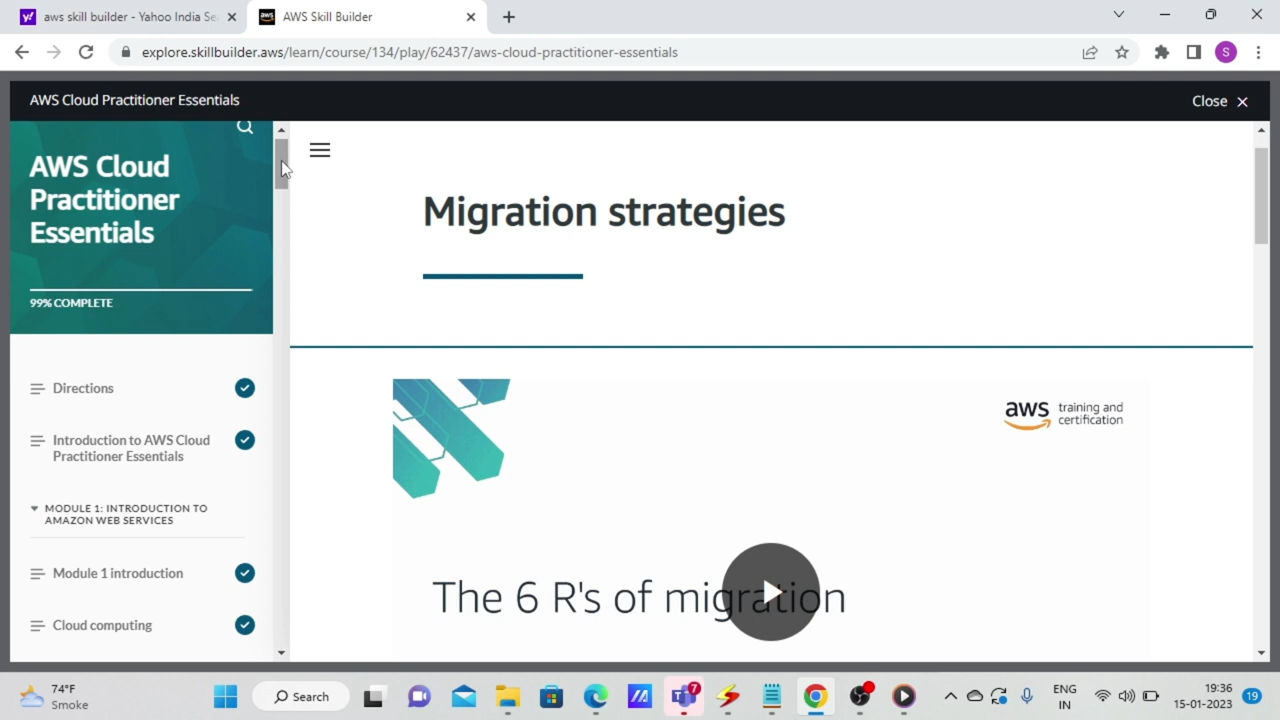 aws skill builder - Yahoo India Se
AWS Skill Builder
explore.skillbuilder.aws/learn/course/134/play/62437/aws-cloud-practitioner-essentials
S
AWS Cloud Practitioner Essentials
Close
AWS Cloud
Practitioner
Essentials
99% COMPLETE
Directions
Introduction to AWS Cloud
Practitioner Essentials
MODULE 1: INTRODUCTION TO
AMAZON WEB SERVICES
Module 1 introduction
Cloud computing
Migration strategies
aws training and
certification
The 6 R's of migration
74°F
Smoke
Search
7
ENG
IN
19:36
15-01-2023
19